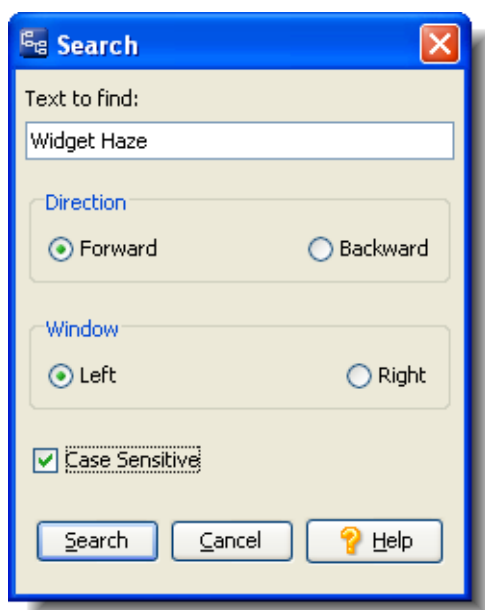 Search
Text to find:
Widget Haze
Direction
Forward Backward
Window
Left Right
Case Sensitive
Search Cancel Help